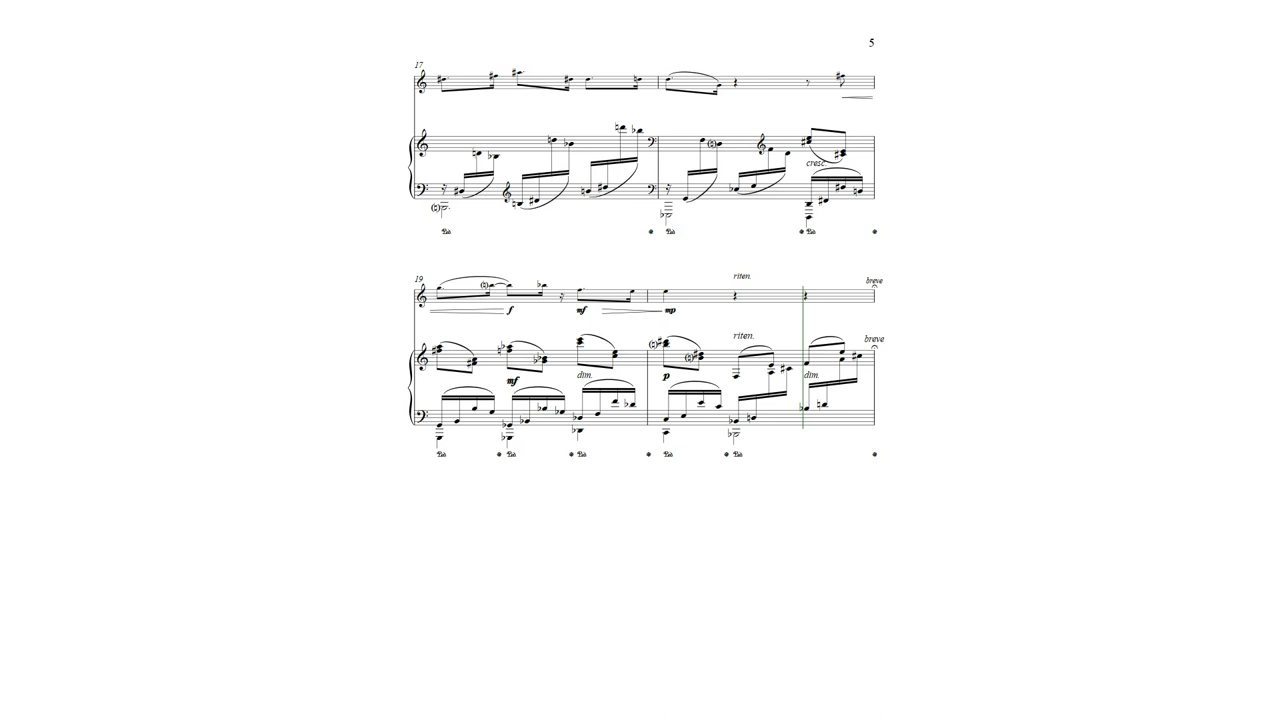 5
17
cresc.
19
riten.
breve
f
mf
mp
riten.
breve
mf
dim.
p
dim.